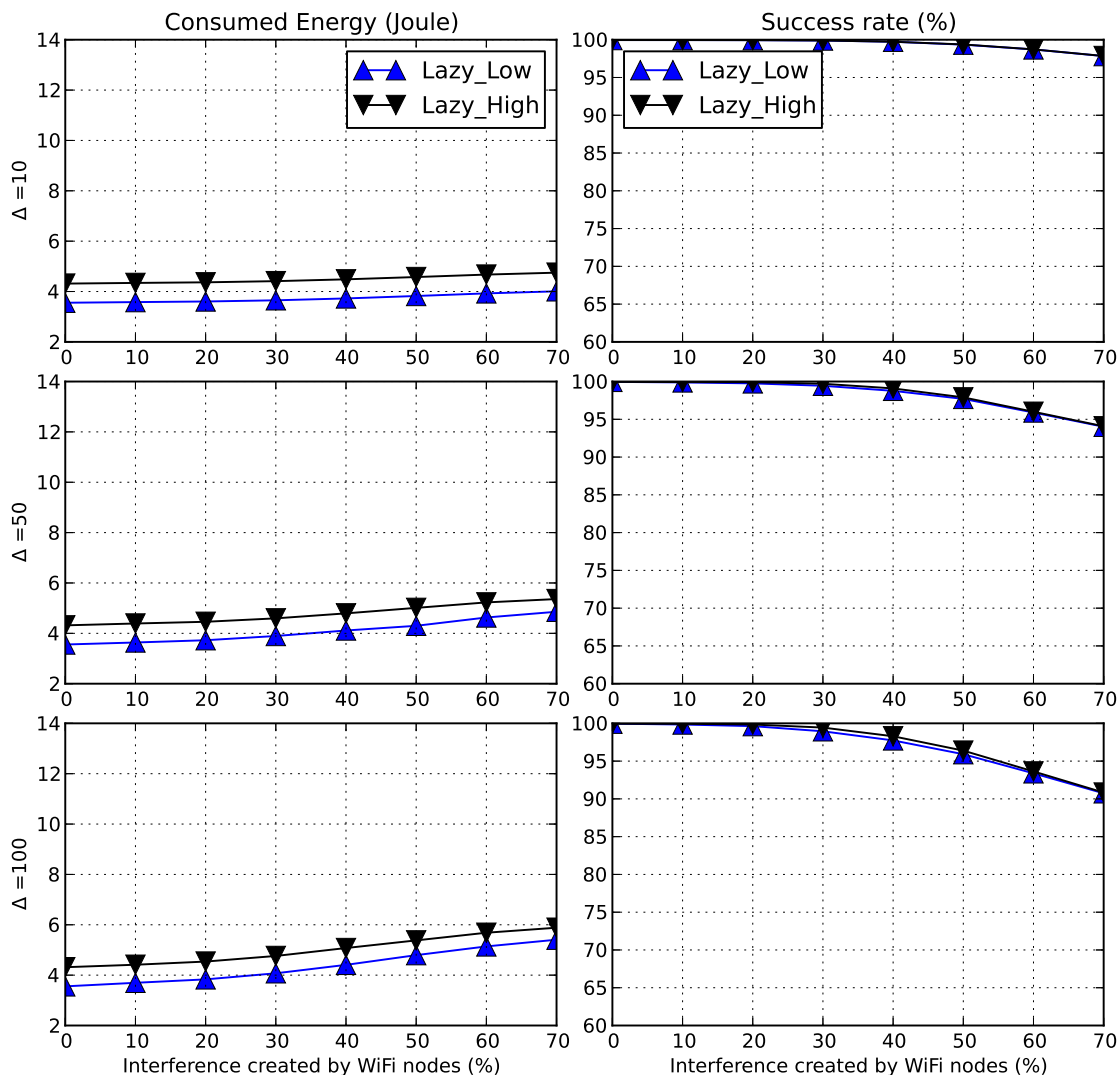 Consumed Energy (Joule)
Success rate (%)
14
12
10
8
6
4
2
Δ =10
Lazy_Low
Lazy_High
0 10 20 30 40 50 60 70
100
95
90
85
80
75
70
65
60
Lazy_Low
Lazy_High
0 10 20 30 40 50 60 70
14
12
10
8
6
4
2
Δ =50
0 10 20 30 40 50 60 70
100
95
90
85
80
75
70
65
60
0 10 20 30 40 50 60 70
14
12
10
8
6
4
2
Δ =100
0 10 20 30 40 50 60 70
Interference created by WiFi nodes (%)
100
95
90
85
80
75
70
65
60
0 10 20 30 40 50 60 70
Interference created by WiFi nodes (%)